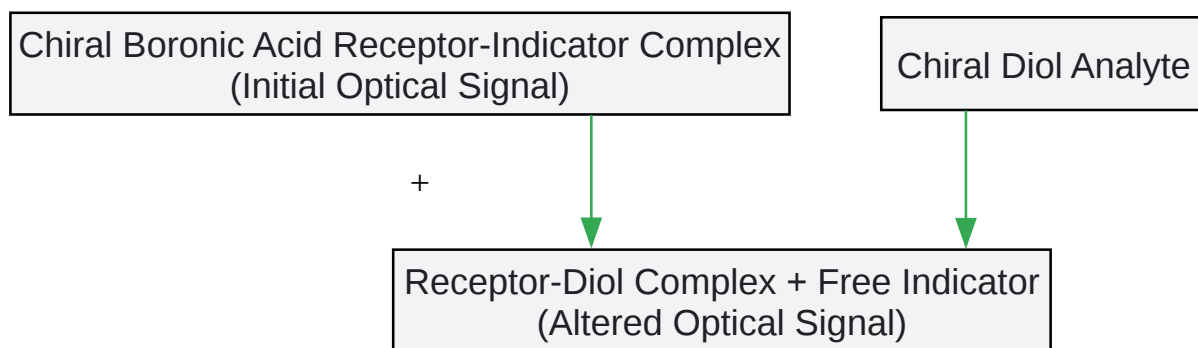 Chiral Boronic Acid Receptor-Indicator Complex
(Initial Optical Signal)
Chiral Diol Analyte
+
Receptor-Diol Complex + Free Indicator
(Altered Optical Signal)